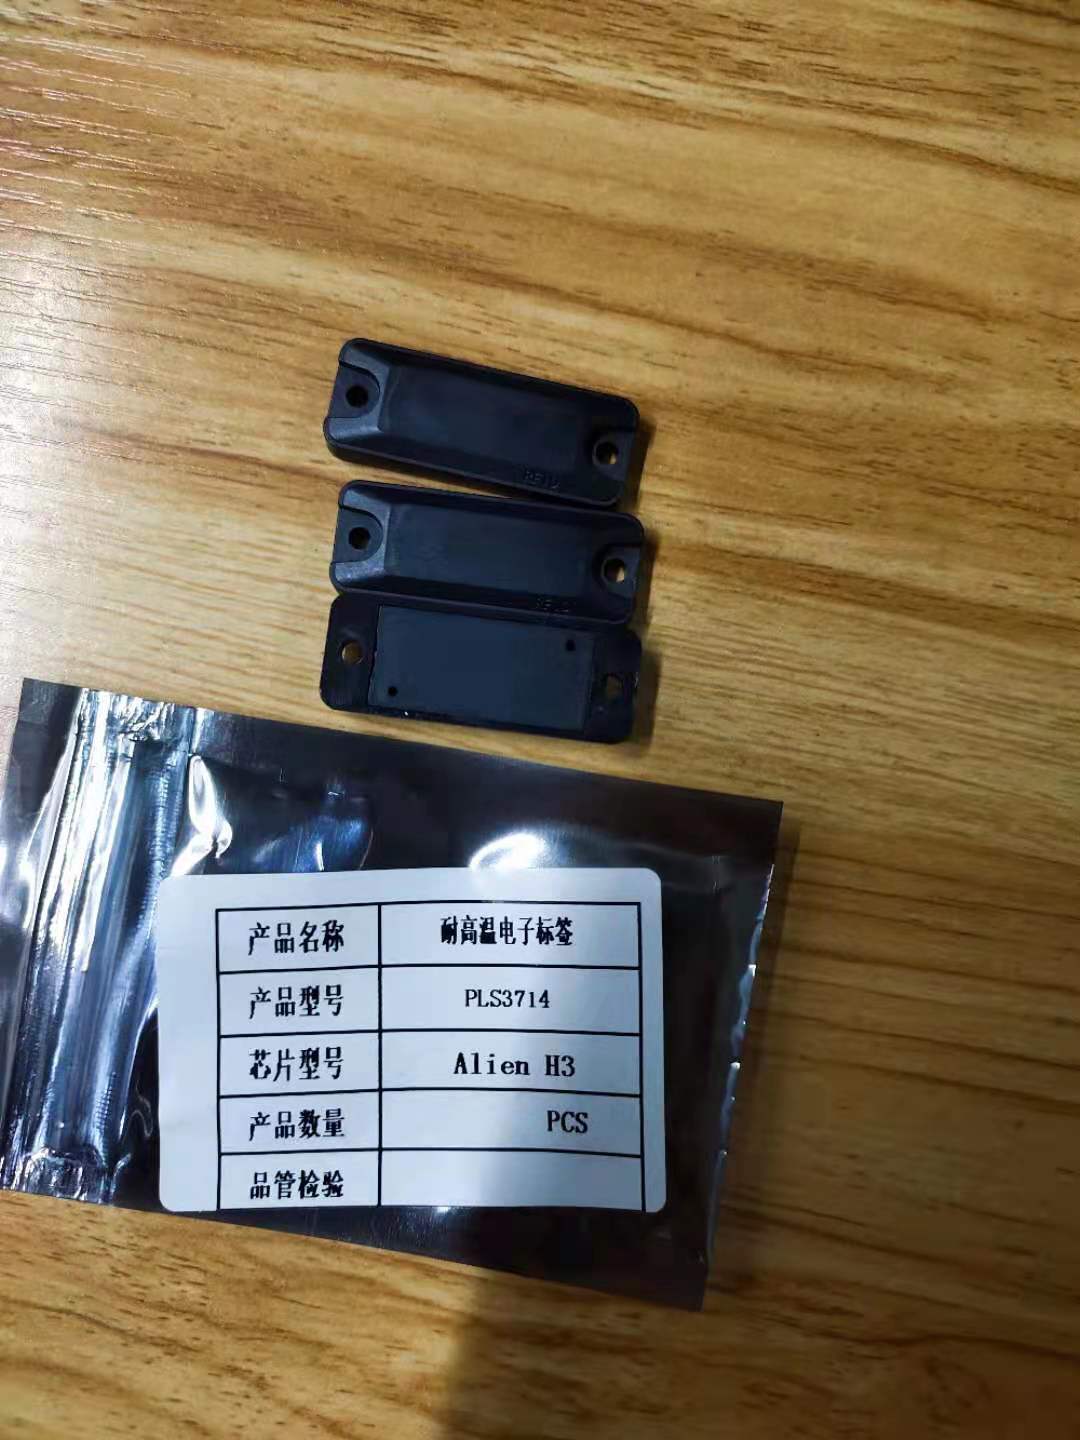 RFID
产品名称 耐高温电子标签
产品型号 PLS3714
芯片型号 Alien H3
产品数量 PCS
品管检验